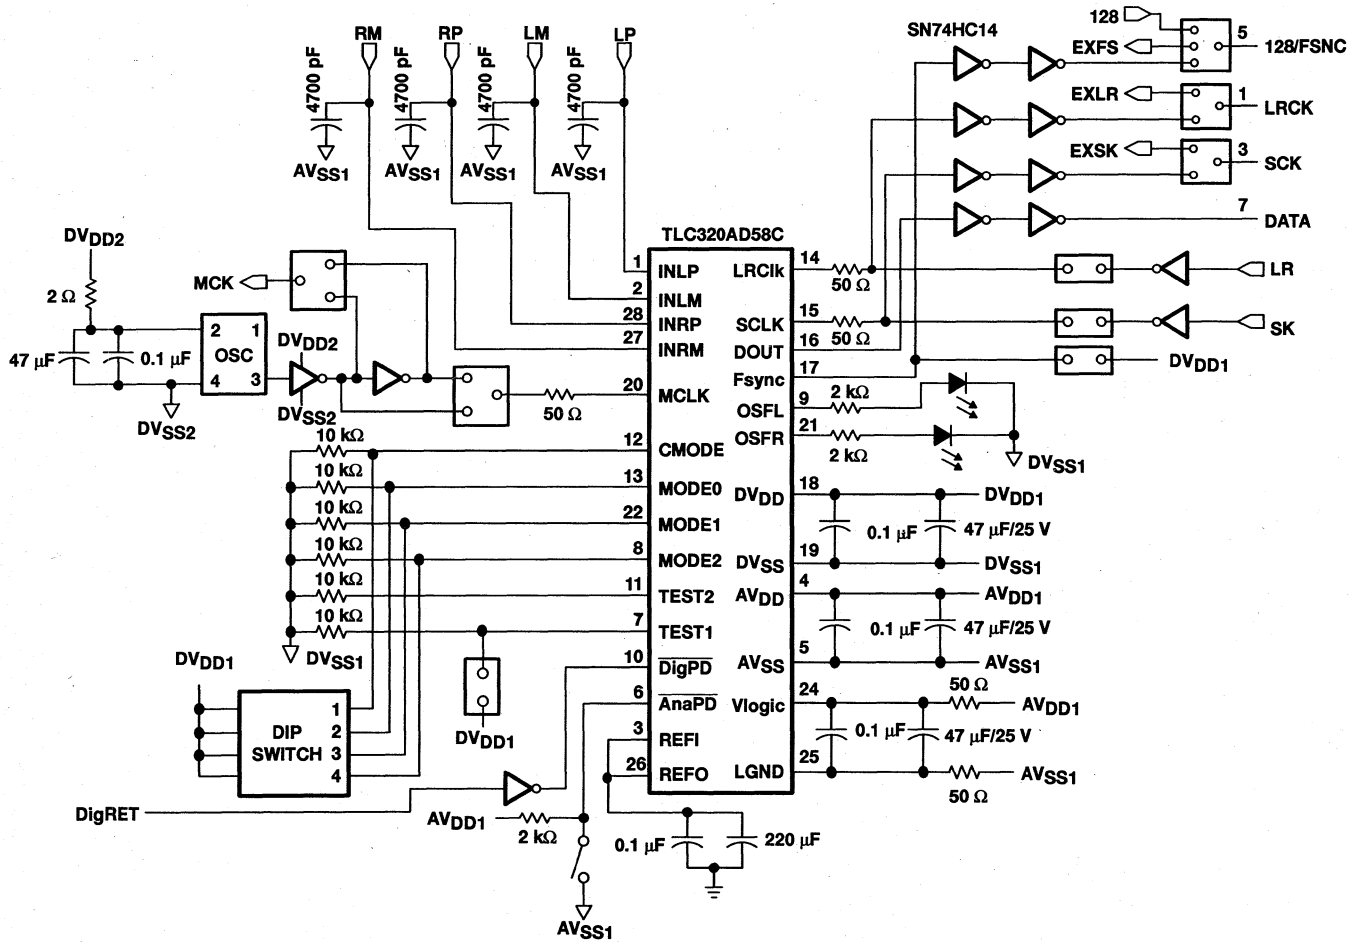 RM
RP
LM
LP
4700 pF
4700 pF
4700 pF
4700 pF
AVSS1
AVSS1
AVSS1
AVSS1
SN74HC14
128
EXFS
5
128/FSNC
EXLR
1
LRCK
EXSK
3
SCK
7
DATA
LR
SK
DVDD1
DVDD2
2 Ω
47 µF
0.1 µF
DVSS2
2
1
OSC
4
3
DVDD2
DVSS2
MCK
50 Ω
TLC320AD58C
1
INLP
2
INLM
28
INRP
27
INRM
20
MCLK
12
CMODE
13
MODE0
22
MODE1
8
MODE2
11
TEST2
7
TEST1
10
DigPD
6
AnaPD
3
REFI
26
REFO
LRClk
14
50 Ω
SCLK
15
50 Ω
DOUT
16
Fsync
17
OSFL
9
2 kΩ
OSFR
21
2 kΩ
DVSS1
DVDD
18
DVDD1
0.1 µF
47 µF/25 V
DVSS
19
DVSS1
AVDD
4
AVDD1
0.1 µF
47 µF/25 V
AVSS
5
AVSS1
Vlogic
24
50 Ω
AVDD1
0.1 µF
47 µF/25 V
LGND
25
50 Ω
AVSS1
10 kΩ
10 kΩ
10 kΩ
10 kΩ
10 kΩ
10 kΩ
DVSS1
DVDD1
DIP
SWITCH
1
2
3
4
DVDD1
DigRET
AVDD1
2 kΩ
AVSS1
0.1 µF
220 µF